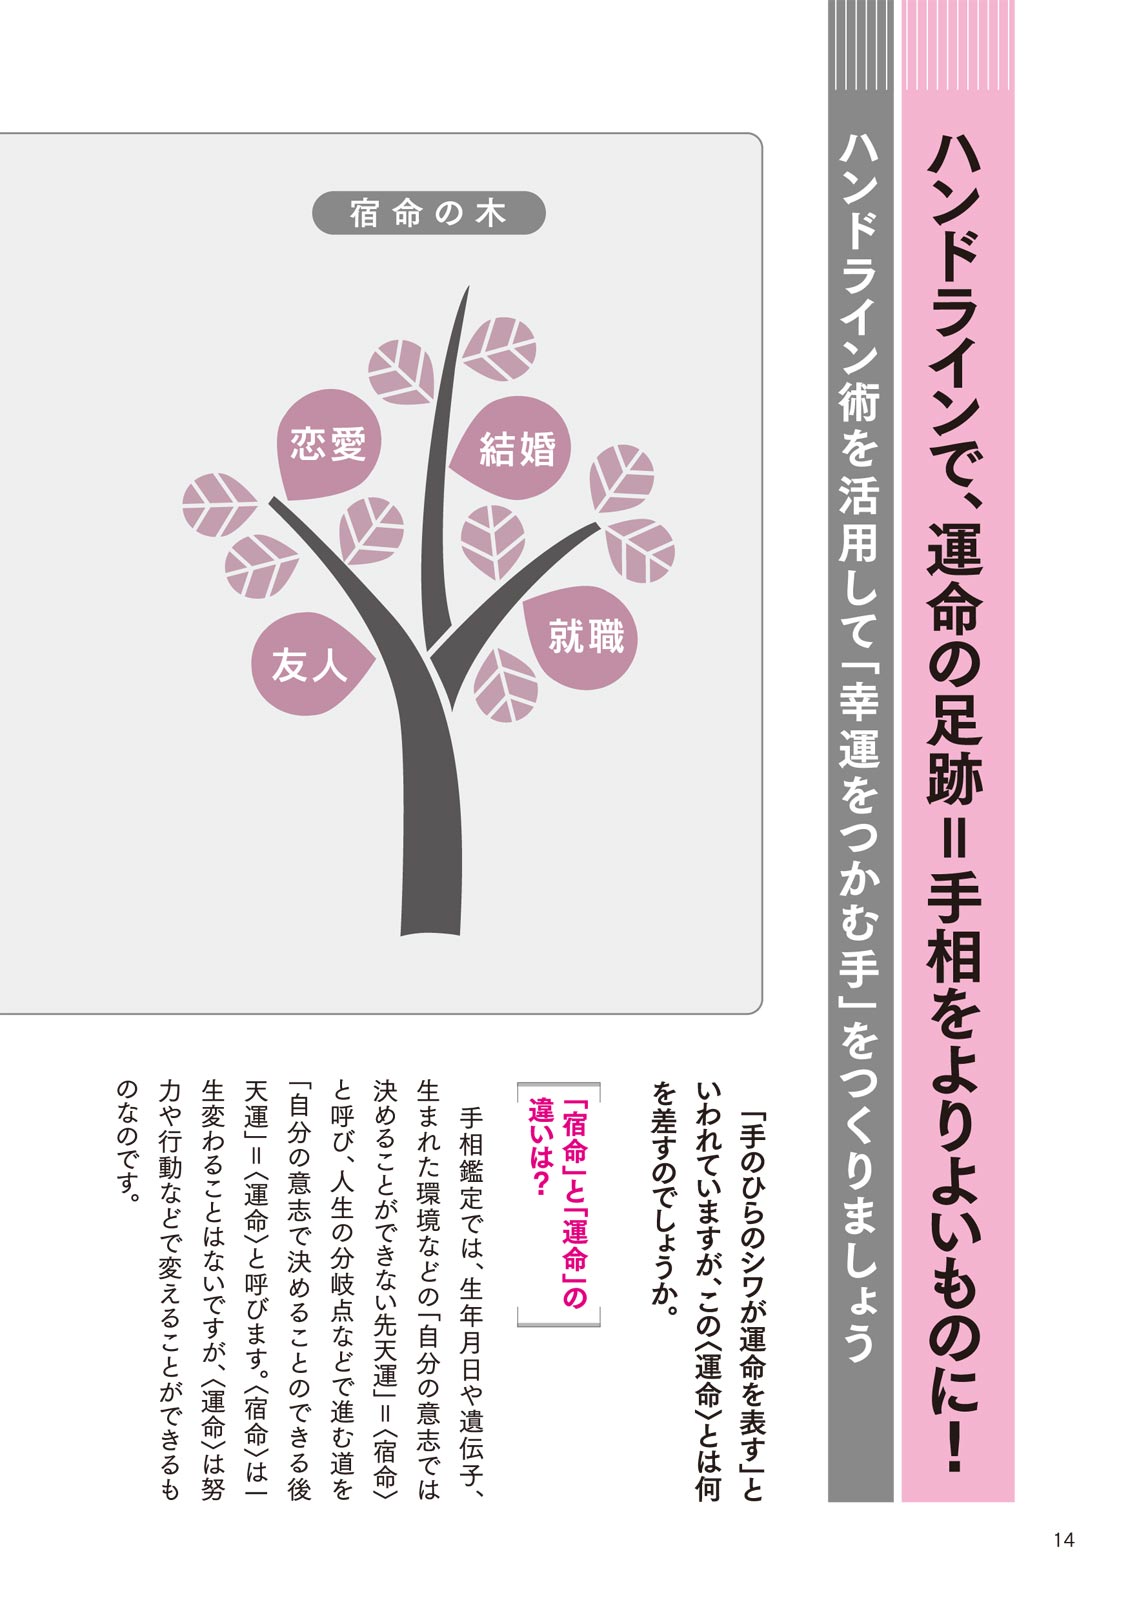 ハンドラインで、運命の足跡＝手相をよりよいものに！
ハンドライン術を活用して「幸運をつかむ手」をつくりましょう
宿命の木
恋愛
結婚
友人
就職
「手のひらのシワが運命を表す」と
いわれていますが、この〈運命〉とは何
を差すのでしょうか。
「宿命」と「運命」の
違いは？
手相鑑定では、生年月日や遺伝子、
生まれた環境などの「自分の意志では
決めることができない先天運」＝〈宿命〉
と呼び、人生の分岐点などで進む道を
「自分の意志で決めることのできる後
天運」＝〈運命〉と呼びます。〈宿命〉は一
生変わることはないですが、〈運命〉は努
力や行動などで変えることができるも
のなのです。
14